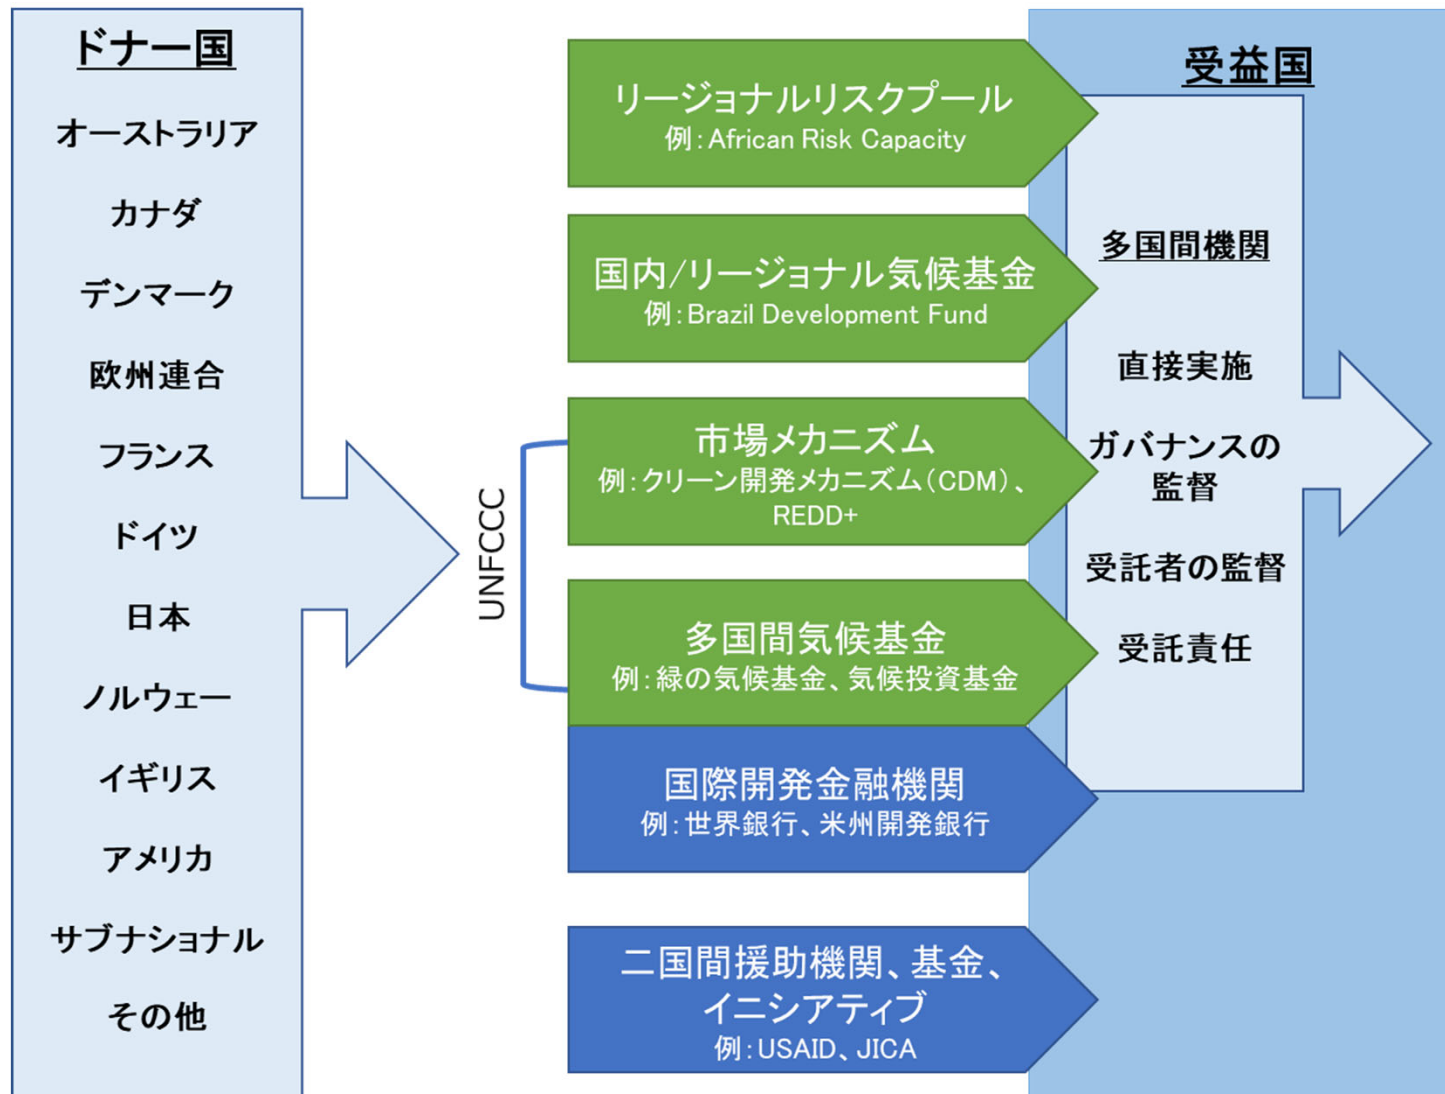 ドナー国
オーストラリア
カナダ
デンマーク
欧州連合
フランス
ドイツ
日本
ノルウェー
イギリス
アメリカ
サブナショナル
その他
UNFCCC
リージョナルリスクプール
例：African Risk Capacity
国内/リージョナル気候基金
例：Brazil Development Fund
市場メカニズム
例：クリーン開発メカニズム（CDM）、
REDD+
多国間気候基金
例：緑の気候基金、気候投資基金
国際開発金融機関
例：世界銀行、米州開発銀行
二国間援助機関、基金、
イニシアティブ
例：USAID、JICA
受益国
多国間機関
直接実施
ガバナンスの
監督
受託者の監督
受託責任